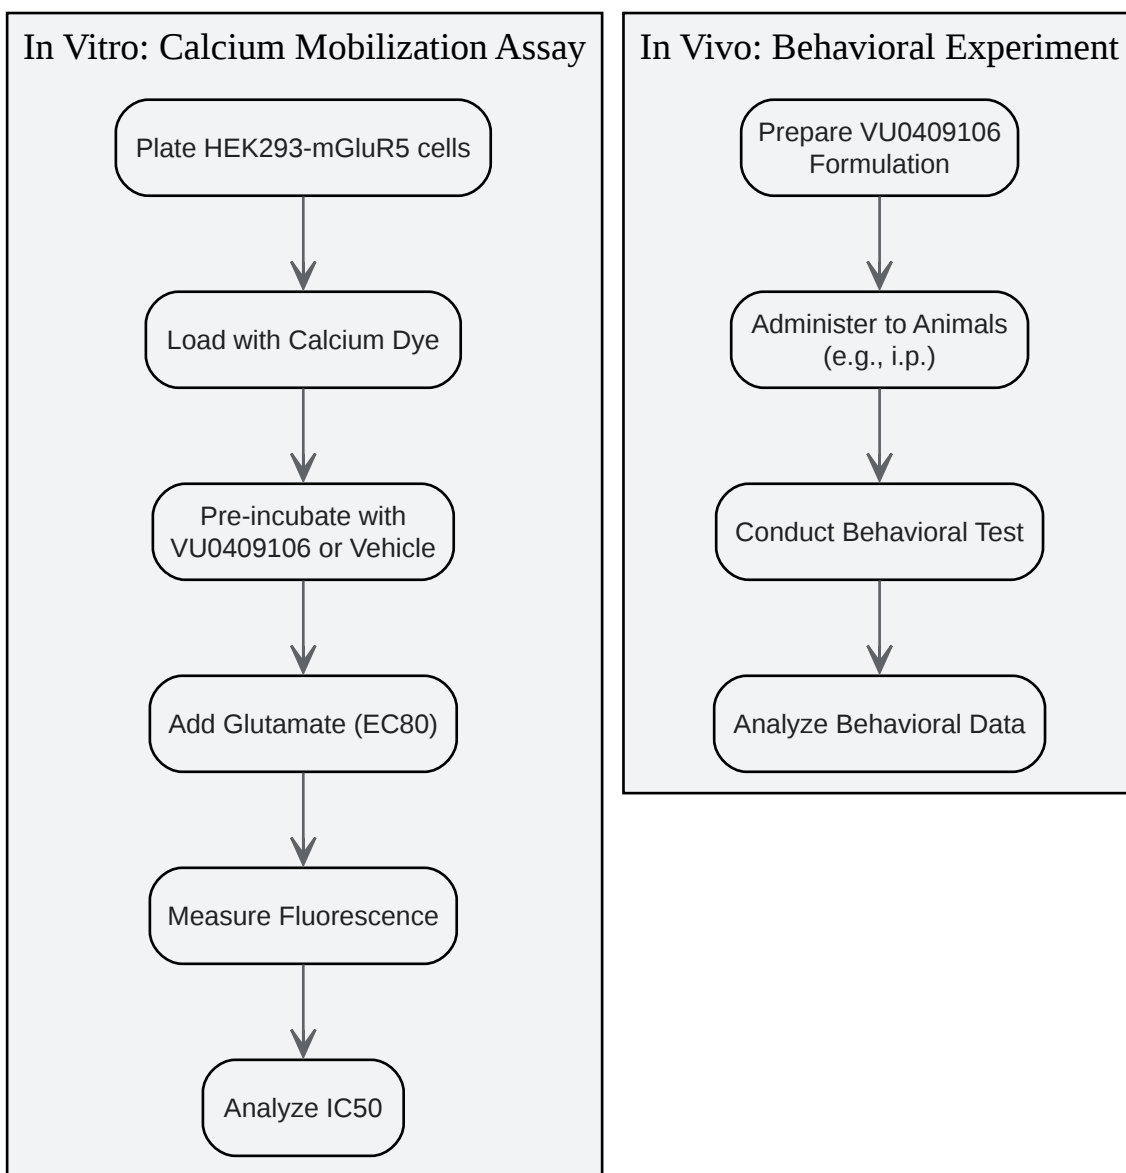 In Vitro: Calcium Mobilization Assay
Plate HEK293-mGluR5 cells
Load with Calcium Dye
Pre-incubate with
VU0409106 or Vehicle
Add Glutamate (EC80)
Measure Fluorescence
Analyze IC50
In Vivo: Behavioral Experiment
Prepare VU0409106
Formulation
Administer to Animals
(e.g., i.p.)
Conduct Behavioral Test
Analyze Behavioral Data